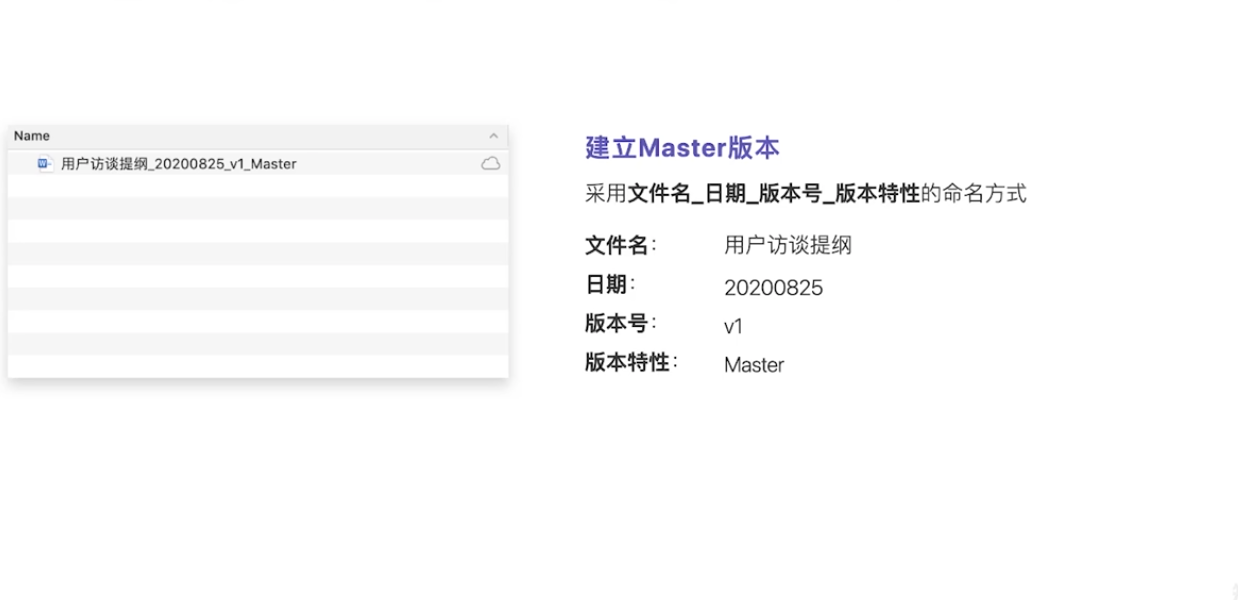 Name
用户访谈提纲_20200825_v1_Master
建立Master版本
采用文件名_日期_版本号_版本特性的命名方式
文件名： 用户访谈提纲
日期： 20200825
版本号： v1
版本特性： Master